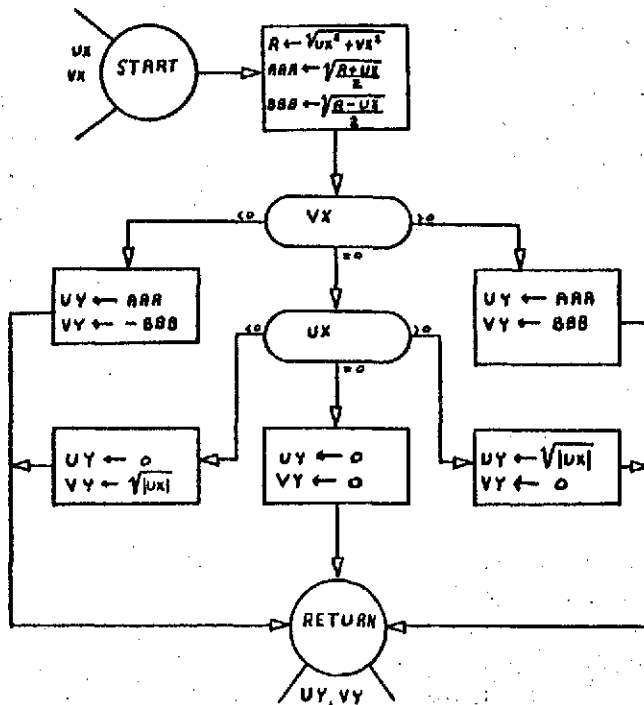 UX
VX
START
R ← √UX² + VX²
AAA ← √R+UX/2
BBB ← √R-UX/2
VX
<0
>0
=0
UY ← AAA
VY ← -BBB
UY ← AAA
VY ← BBB
UX
<0
>0
=0
UY ← 0
VY ← √|UX|
UY ← 0
VY ← 0
UY ← √|UX|
VY ← 0
RETURN
UY, VY